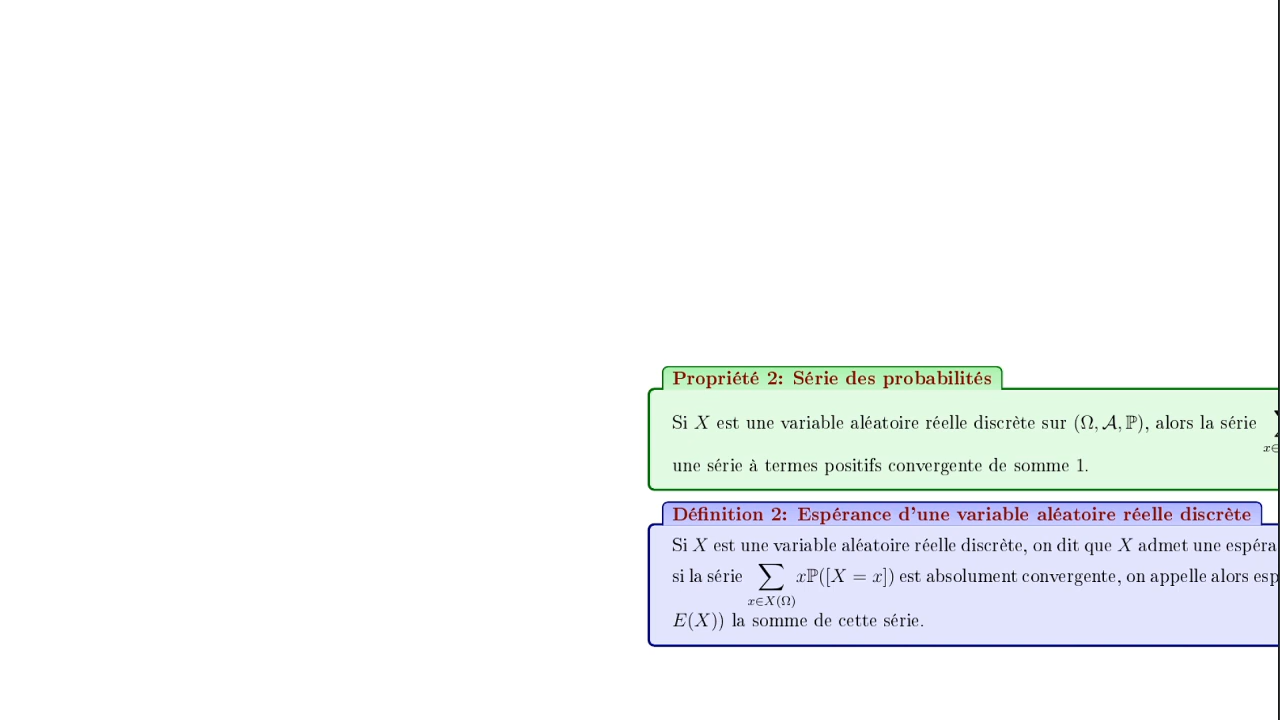 Propriété 2: Série des probabilités
Si X est une variable aléatoire réelle discrète sur (Ω, 𝒜, ℙ), alors la série
une série à termes positifs convergente de somme 1.
Définition 2: Espérance d'une variable aléatoire réelle discrète
Si X est une variable aléatoire réelle discrète, on dit que X admet une
si la série ∑ xℙ([X = x]) est absolument convergente, on appelle alors
x∈X(Ω)
E(X)) la somme de cette série.